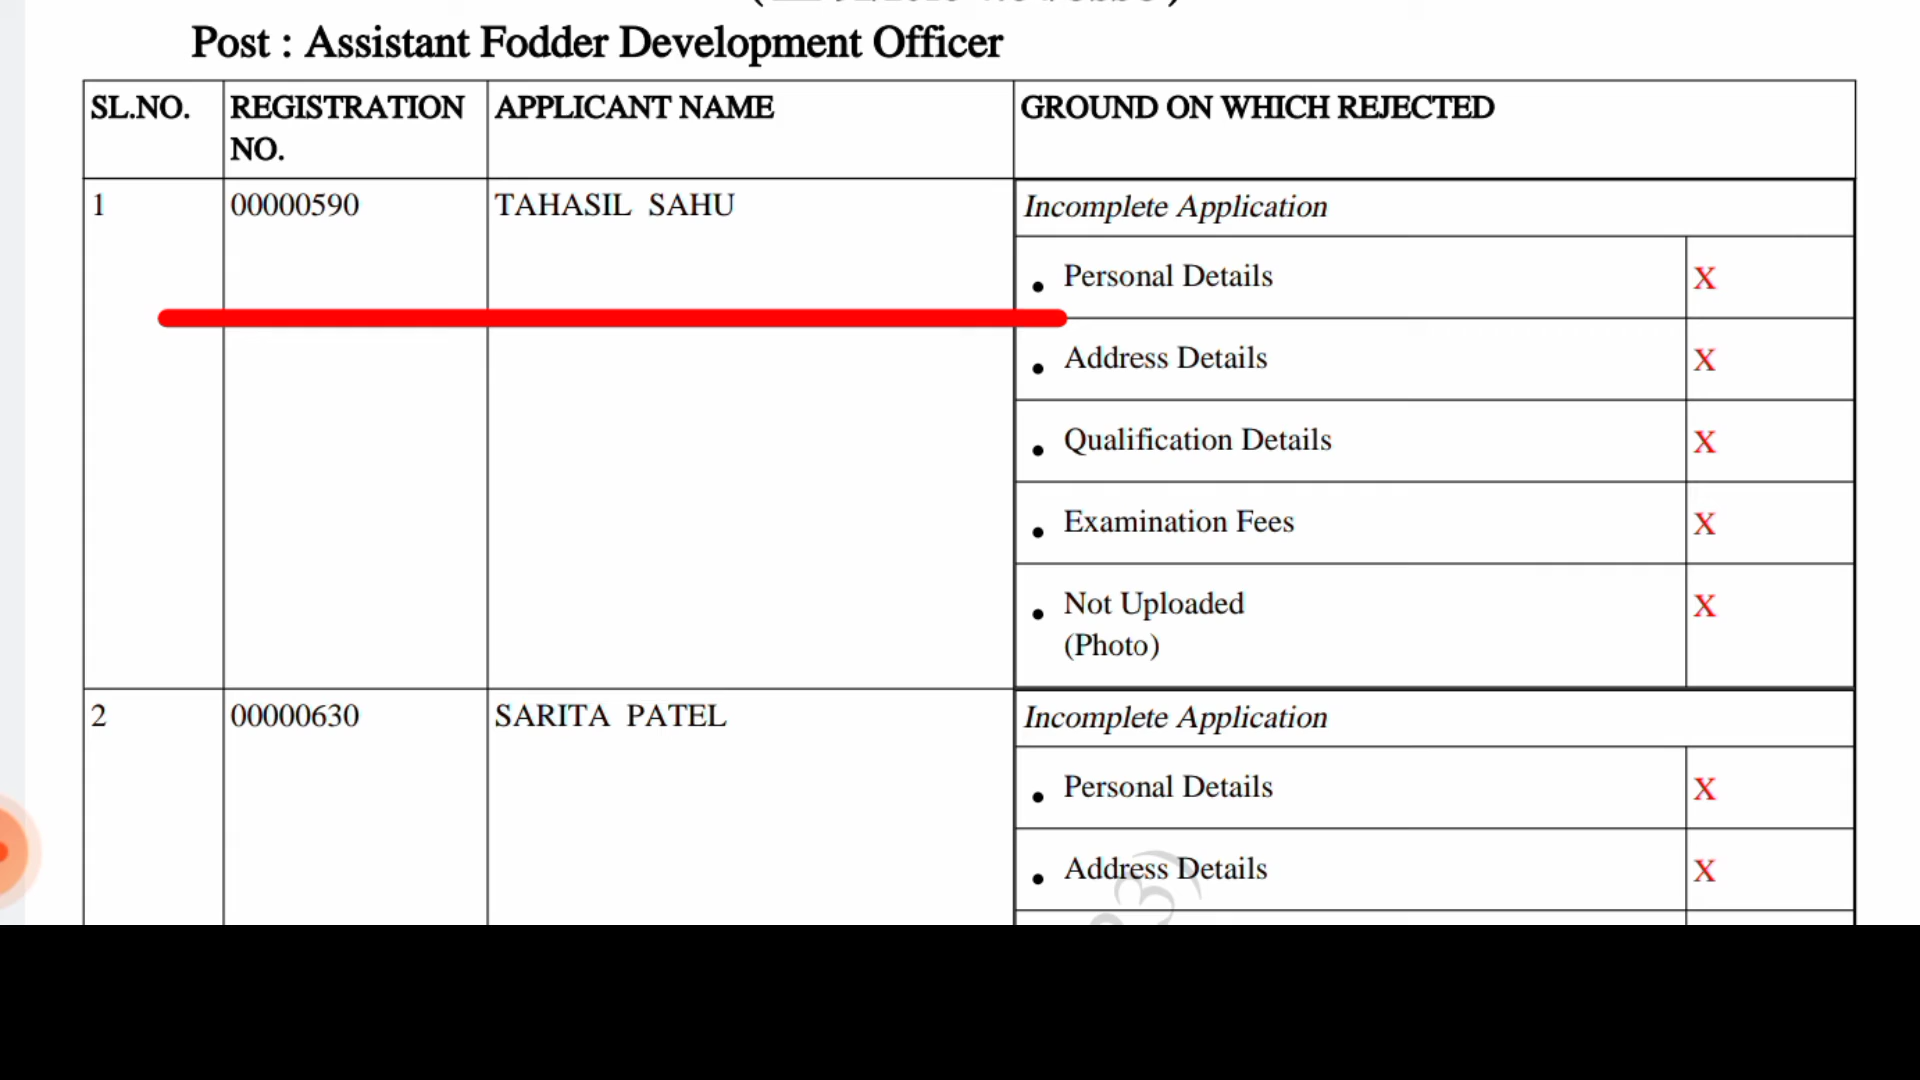 Post : Assistant Fodder Development Officer
SL.NO. REGISTRATION NO. APPLICANT NAME GROUND ON WHICH REJECTED
1 00000590 TAHASIL SAHU Incomplete Application
• Personal Details X
• Address Details X
• Qualification Details X
• Examination Fees X
• Not Uploaded (Photo) X
2 00000630 SARITA PATEL Incomplete Application
• Personal Details X
• Address Details X